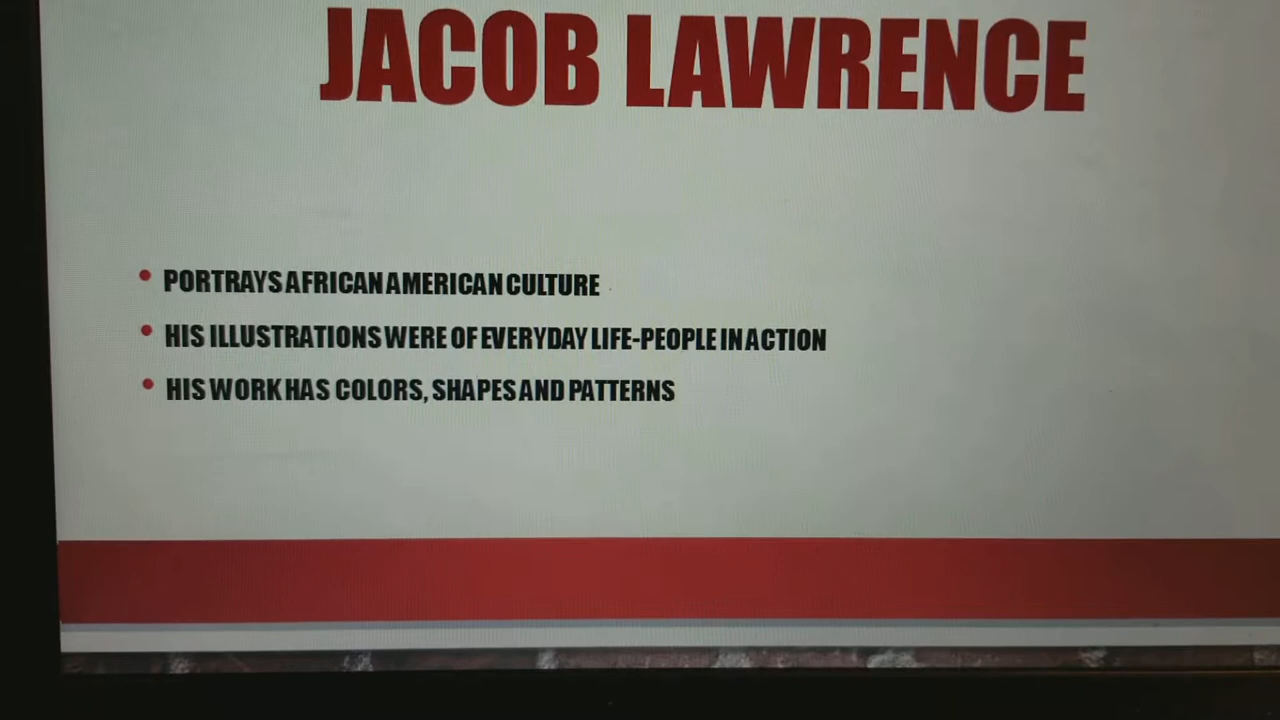 JACOB LAWRENCE
• PORTRAYS AFRICAN AMERICAN CULTURE
• HIS ILLUSTRATIONS WERE OF EVERYDAY LIFE-PEOPLE IN ACTION
• HIS WORK HAS COLORS, SHAPES AND PATTERNS